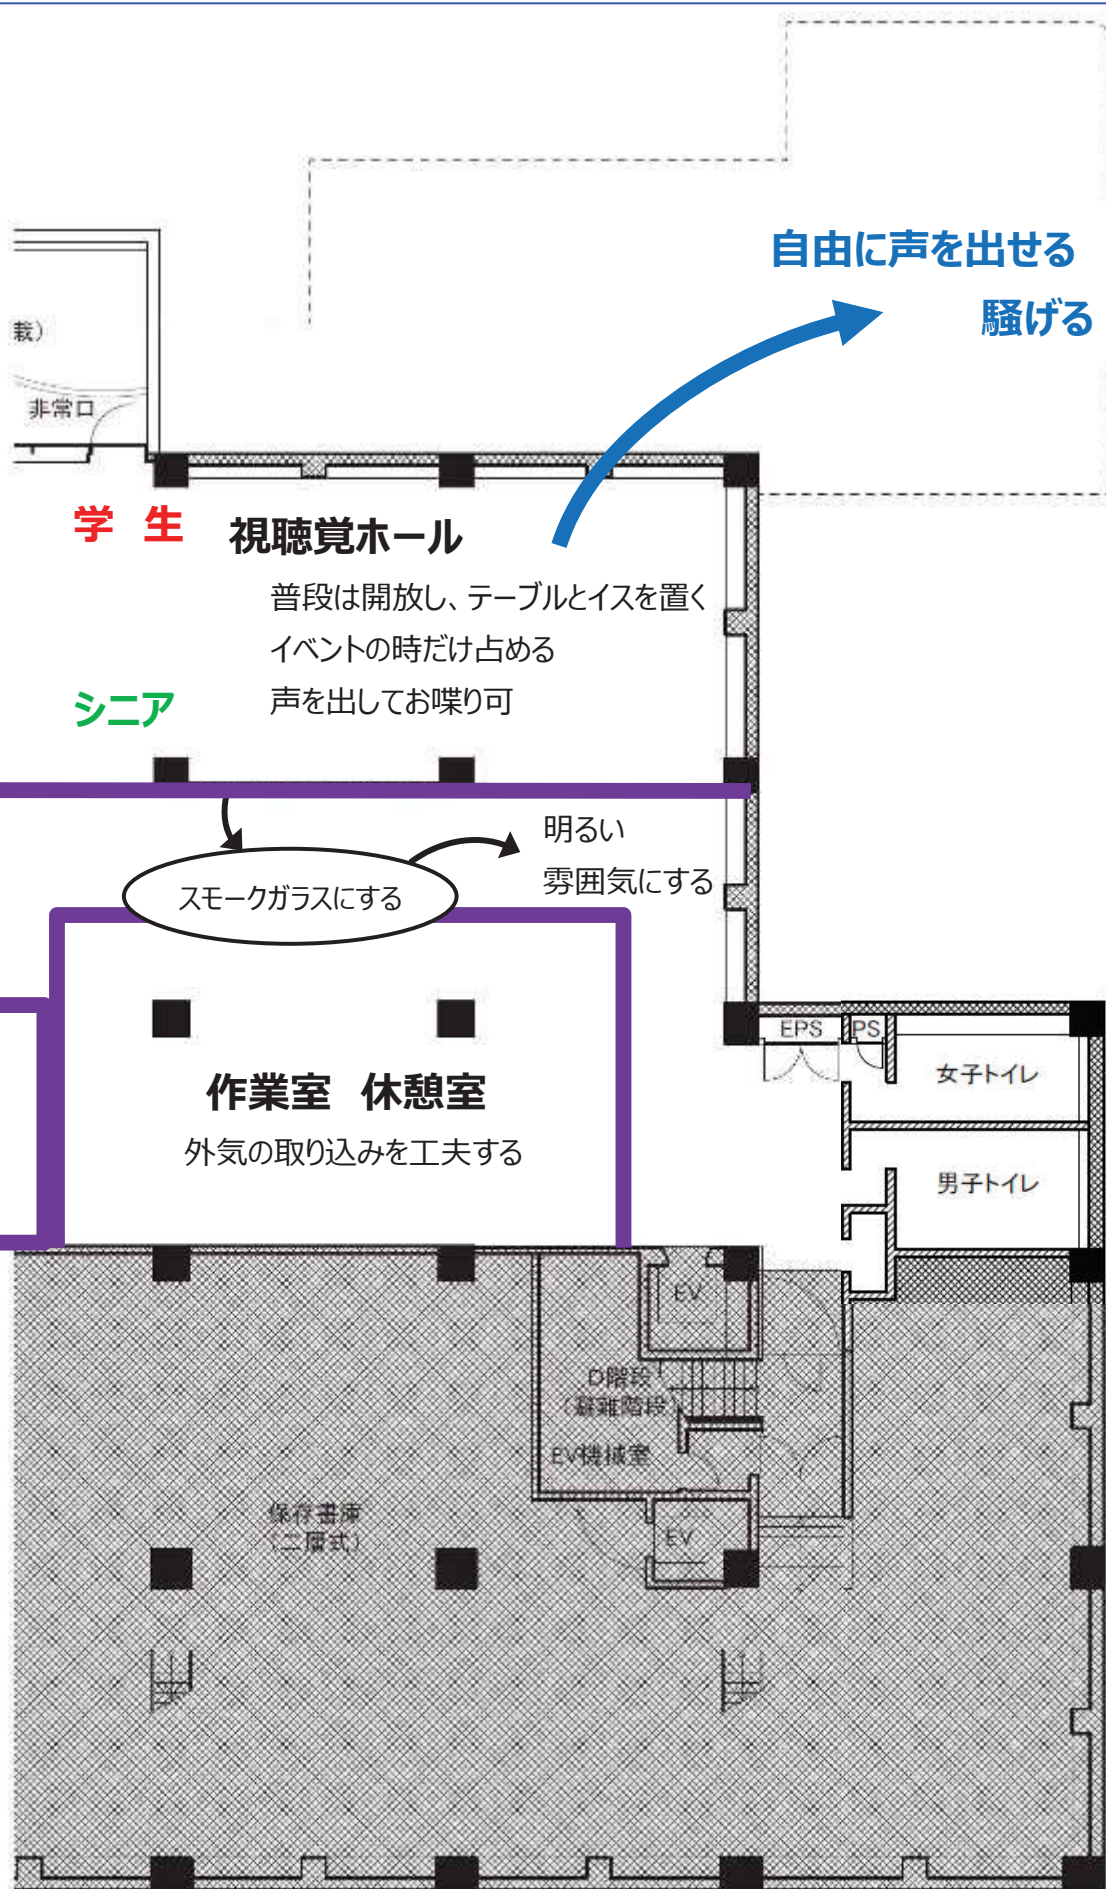 自由に声を出せる
騒げる
栽）
非常口
学 生
視聴覚ホール
普段は開放し、テーブルとイスを置く
イベントの時だけ占める
声を出してお喋り可
シニア
明るい
雰囲気にする
スモークガラスにする
EPS
PS
女子トイレ
作業室 休憩室
外気の取り込みを工夫する
男子トイレ
EV
D階段
（避難階段）
EV機械室
保存書庫
（二層式）
EV